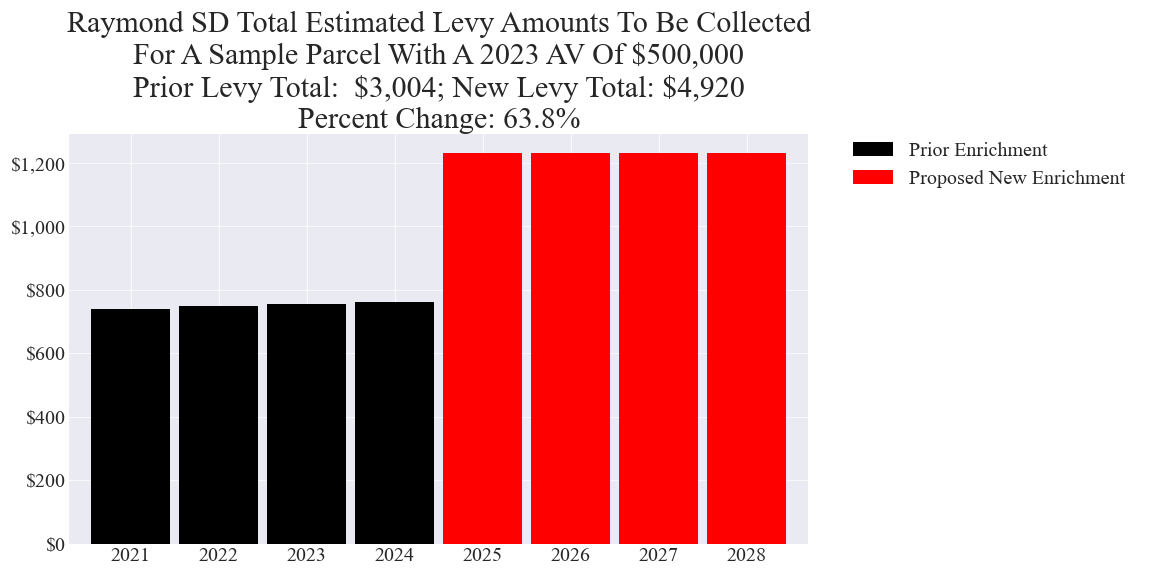 Raymond SD Total Estimated Levy Amounts To Be Collected
For A Sample Parcel With A 2023 AV Of $500,000
Prior Levy Total:  $3,004; New Levy Total: $4,920
Percent Change: 63.8%
Prior Enrichment
Proposed New Enrichment
$1,200
$1,000
$800
$600
$400
$200
$0
2021 2022 2023 2024 2025 2026 2027 2028